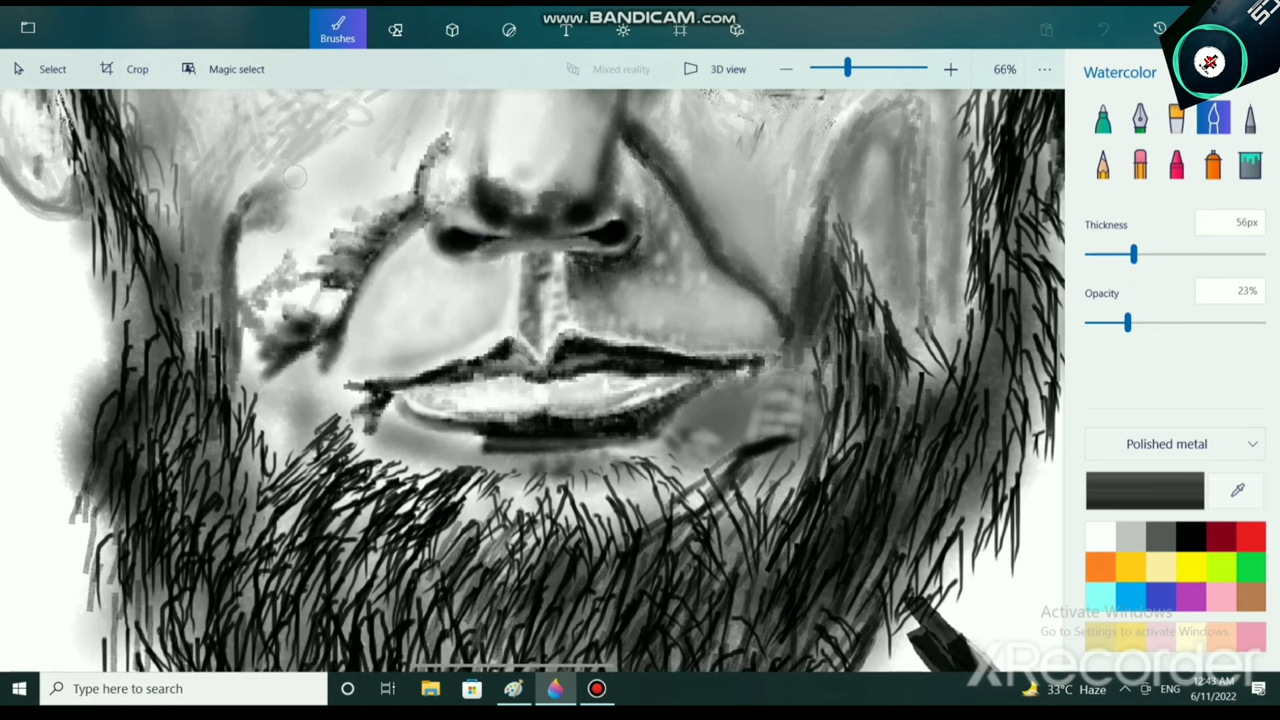 www.BANDICAM.com
Brushes
Select
Crop
Magic select
Mixed reality
3D view
66%
Watercolor
Thickness
56px
Opacity
23%
Polished metal
Activate Windows
Go to Settings to activate Windows.
XRecorder
Type here to search
33°C Haze
ENG
12:43 AM
6/11/2022